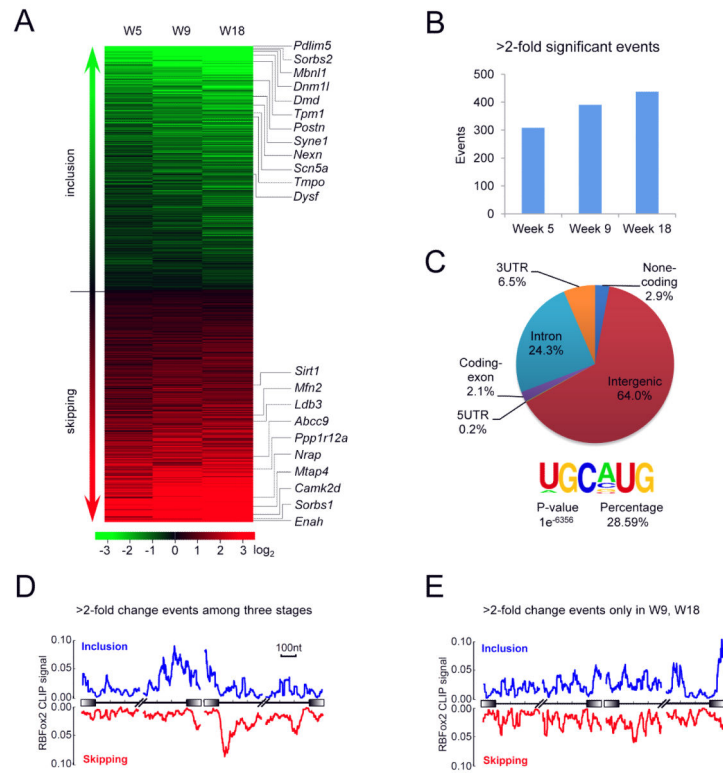 A
W5 W9 W18
inclusion
skipping
Pdlim5
Sorbs2
Mbnl1
Dnm1l
Dmd
Tpm1
Postn
Syne1
Nexn
Scn5a
Tmpo
Dysf
Sirt1
Mfn2
Ldb3
Abcc9
Ppp1r12a
Nrap
Mtap4
Camk2d
Sorbs1
Enah
-3 -2 -1 0 1 2 3 log2
B
>2-fold significant events
Events
500
400
300
200
100
0
Week 5 Week 9 Week 18
C
3UTR
6.5%
None-
coding
2.9%
Intron
24.3%
Coding-
exon
2.1%
Intergenic
64.0%
5UTR
0.2%
UGCAUG
P-value
1e-6356
Percentage
28.59%
D
>2-fold change events among three stages
RBFox2 CLIP signal
0.10
0.05
0.00
0.00
0.05
0.10
Inclusion
100nt
Skipping
E
>2-fold change events only in W9, W18
RBFox2 CLIP signal
0.10
0.05
0.00
0.00
0.05
0.10
Inclusion
Skipping